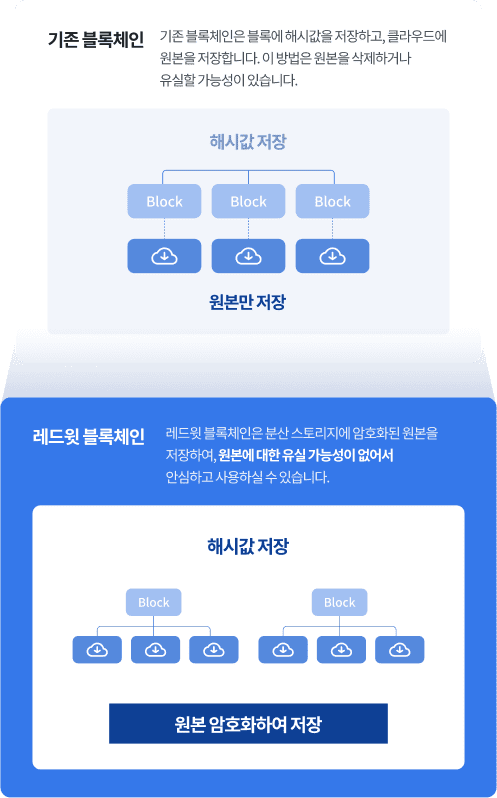 기존 블록체인
기존 블록체인은 블록에 해시값을 저장하고, 클라우드에
원본을 저장합니다. 이 방법은 원본을 삭제하거나
유실할 가능성이 있습니다.
해시값 저장
Block Block Block
원본만 저장
레드윗 블록체인
레드윗 블록체인은 분산 스토리지에 암호화된 원본을
저장하여, 원본에 대한 유실 가능성이 없어서
안심하고 사용하실 수 있습니다.
해시값 저장
Block Block
원본 암호화하여 저장